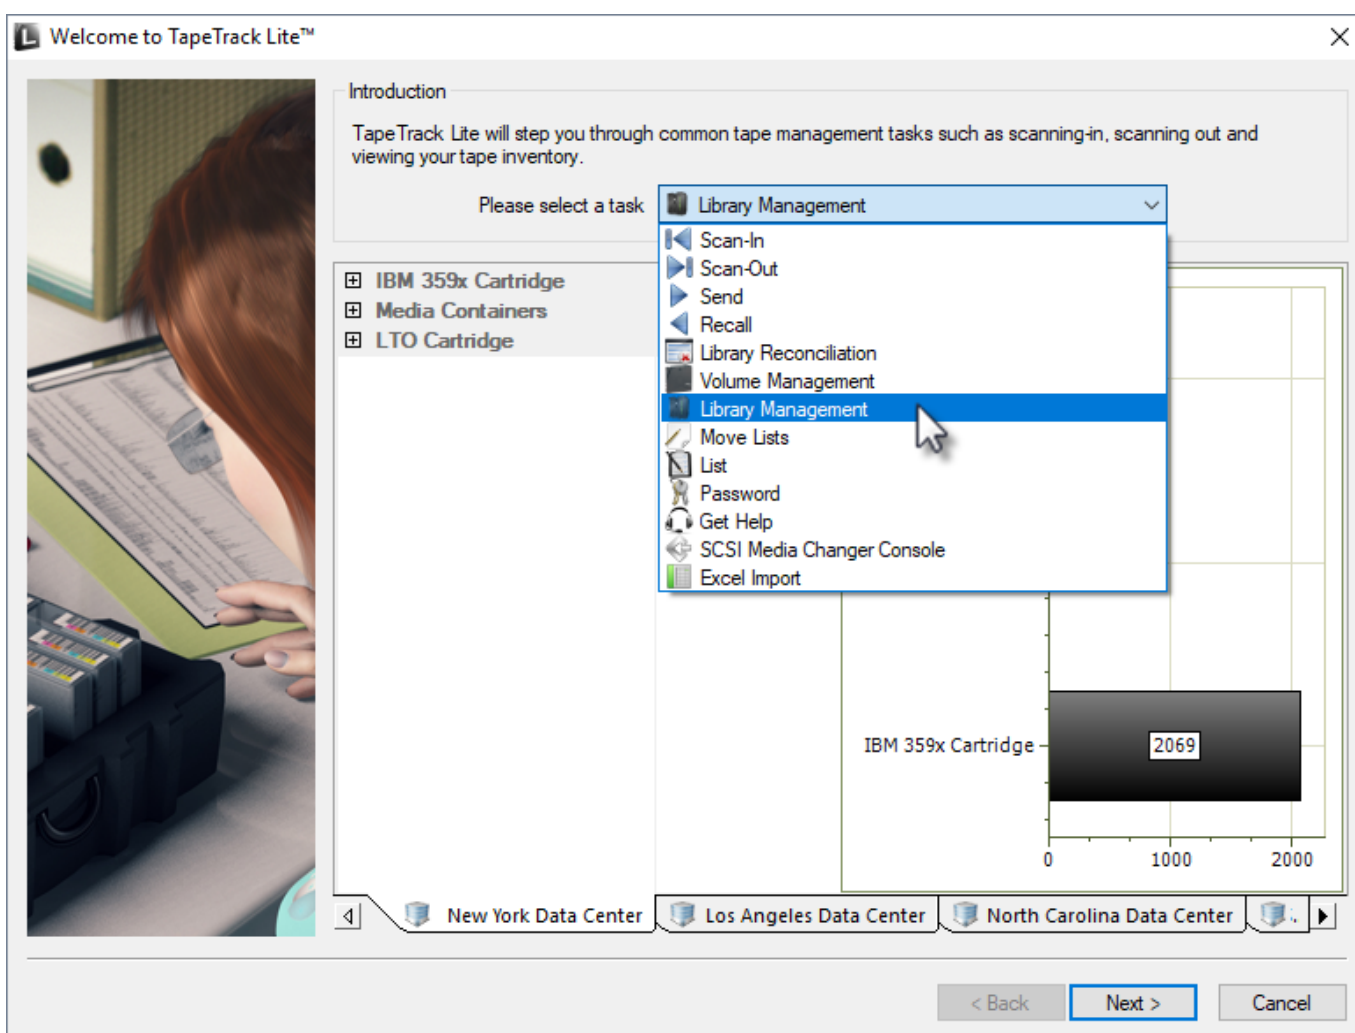 Welcome to TapeTrack Lite™
Introduction
TapeTrack Lite will step you through common tape management tasks such as scanning-in, scanning out and
viewing your tape inventory.
Please select a task
Library Management
Scan-In
Scan-Out
Send
Recall
Library Reconciliation
Volume Management
Library Management
Move Lists
List
Password
Get Help
SCSI Media Changer Console
Excel Import
IBM 359x Cartridge
Media Containers
LTO Cartridge
IBM 359x Cartridge
2069
0 1000 2000
New York Data Center Los Angeles Data Center North Carolina Data Center
< Back Next > Cancel